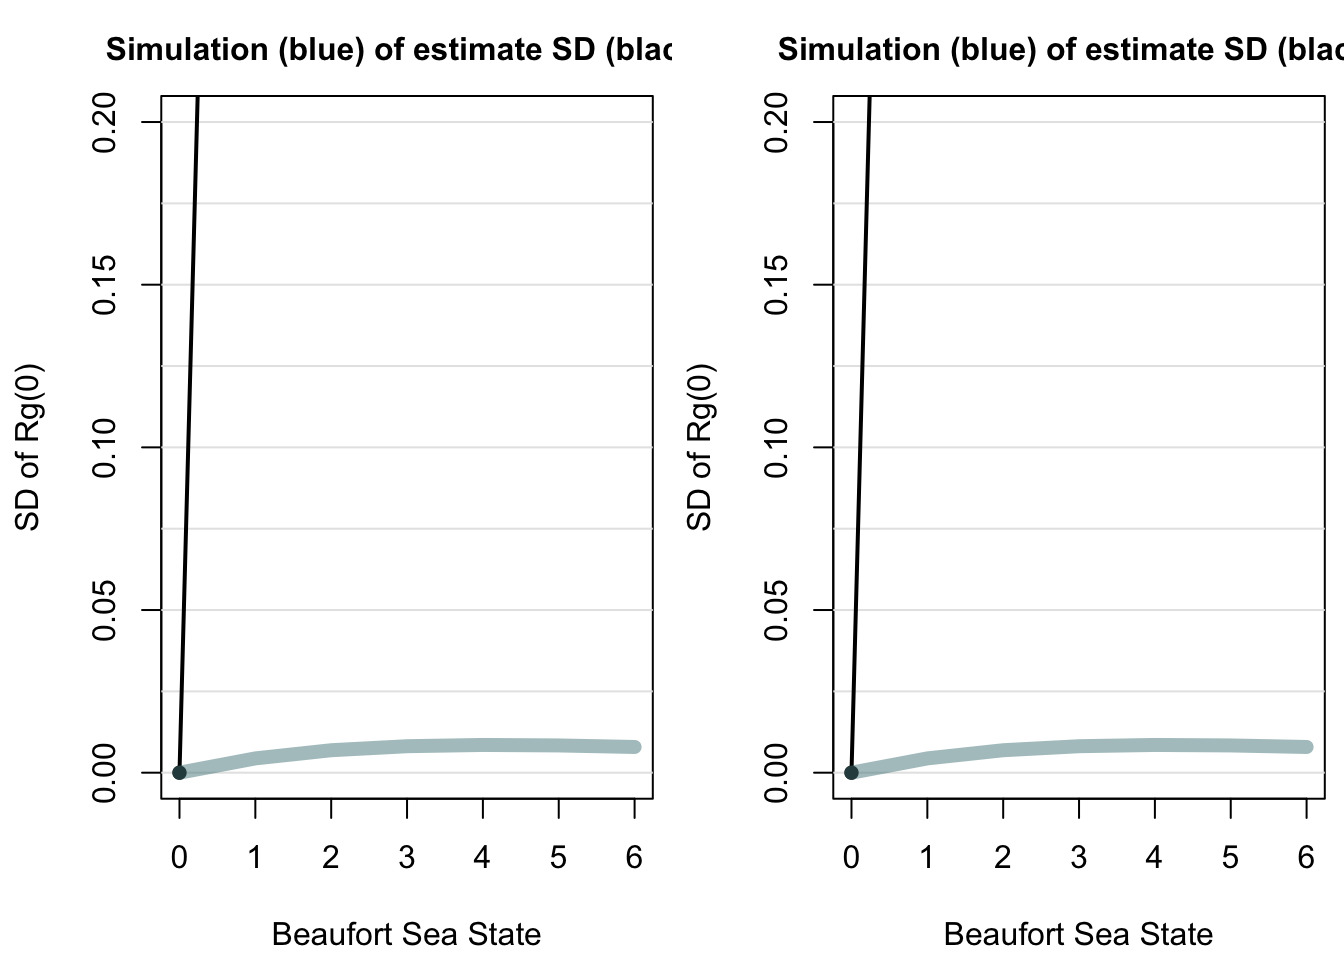 Simulation (blue) of estimate SD (blac
SD of Rg(0)
0.20
0.15
0.10
0.05
0.00
0 1 2 3 4 5 6
Beaufort Sea State
Simulation (blue) of estimate SD (blac
SD of Rg(0)
0.20
0.15
0.10
0.05
0.00
0 1 2 3 4 5 6
Beaufort Sea State